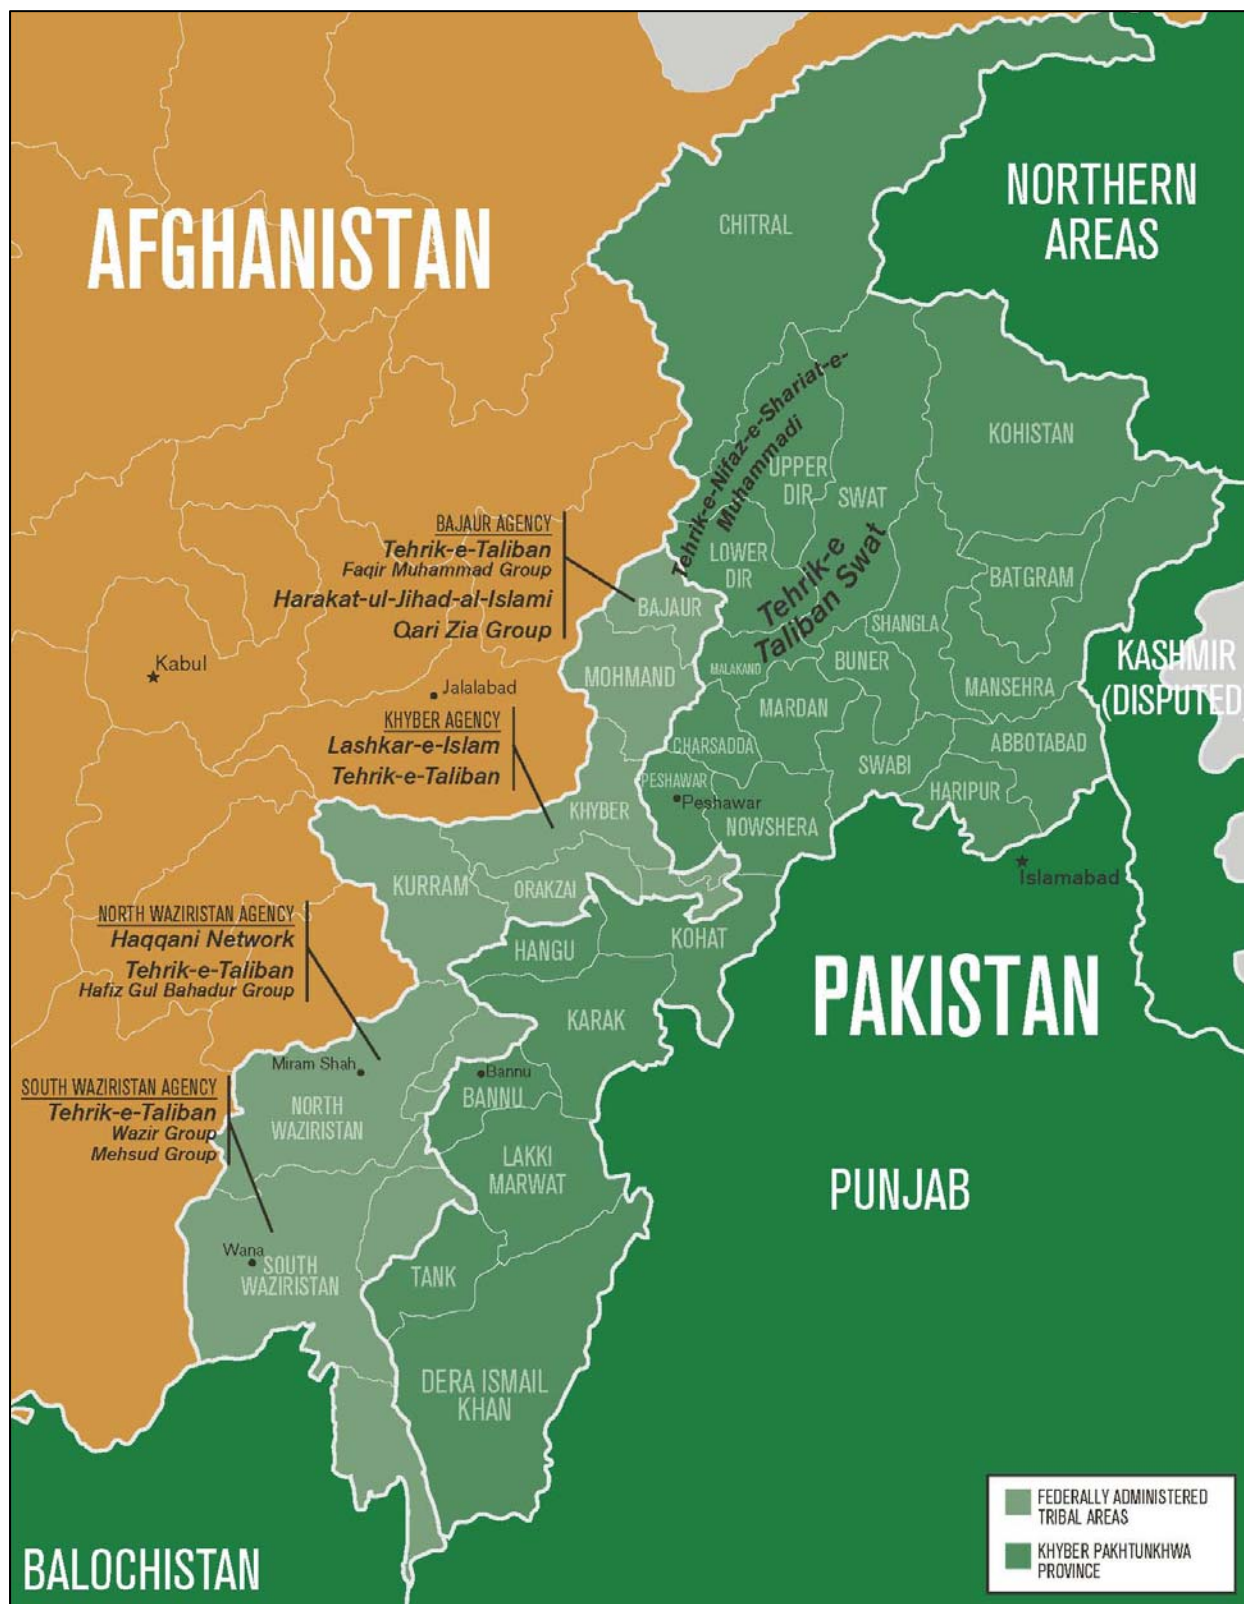 NORTHERN
AREAS
CHITRAL
AFGHANISTAN
Tehrik-e-Nifaz-e-Shariat-e-
Muhammadi
KOHISTAN
UPPER
DIR
SWAT
BAJAUR AGENCY
Tehrik-e-Taliban
Faqir Muhammad Group
Harakat-ul-Jihad-al-Islami
Qari Zia Group
LOWER
DIR
Tehrik-e
Taliban Swat
BATGRAM
BAJAUR
SHANGLA
KASHMIR
(DISPUTED)
Kabul
MOHMAND
MALAKAND
BUNER
MANSEHRA
Jalalabad
KHYBER AGENCY
Lashkar-e-Islam
Tehrik-e-Taliban
MARDAN
CHARSADDA
ABBOTABAD
SWABI
PESHAWAR
Peshawar
HARIPUR
KHYBER
NOWSHERA
Islamabad
KURRAM
ORAKZAI
NORTH WAZIRISTAN AGENCY
Haqqani Network
Tehrik-e-Taliban
Hafiz Gul Bahadur Group
HANGU
KOHAT
PAKISTAN
KARAK
Miram Shah
Bannu
BANNU
SOUTH WAZIRISTAN AGENCY
Tehrik-e-Taliban
Wazir Group
Mehsud Group
NORTH
WAZIRISTAN
LAKKI
MARWAT
PUNJAB
Wana
SOUTH
WAZIRISTAN
TANK
DERA ISMAIL
KHAN
FEDERALLY ADMINISTERED
TRIBAL AREAS
KHYBER PAKHTUNKHWA
PROVINCE
BALOCHISTAN